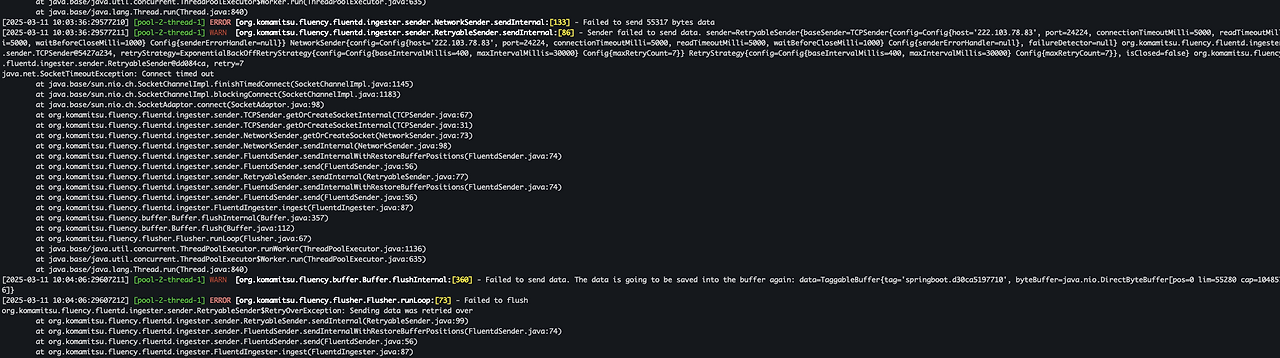 at java.base/java.util.concurrent.ThreadPoolExecutor$Worker.run(ThreadPoolExecutor.java:635)
at java.base/java.lang.Thread.run(Thread.java:840)
[2025-03-11 10:03:36:29577210] [pool-2-thread-1] ERROR [org.komamitsu.fluency.fluentd.ingester.sender.NetworkSender.sendInternal:[133] - Failed to send 55317 bytes data
[2025-03-11 10:03:36:29577211] [pool-2-thread-1] WARN [org.komamitsu.fluency.fluentd.ingester.sender.RetryableSender.sendInternal:[86] - Sender failed to send data. sender=RetryableSender{baseSender=TCPSender{config=Config{host='222.103.78.83', port=24224, connectionTimeoutMilli=5000, readTimeoutMill
i=5000, waitBeforeCloseMilli=1000} Config{senderErrorHandler=null}} NetworkSender{config=Config{host='222.103.78.83', port=24224, connectionTimeoutMilli=5000, readTimeoutMilli=5000, waitBeforeCloseMilli=1000} Config{senderErrorHandler=null}, failureDetector=null} org.komamitsu.fluency.fluentd.ingester
.sender.TCPSender@5427a234, retryStrategy=ExponentialBackOffRetryStrategy{config=Config{baseIntervalMillis=400, maxIntervalMillis=30000} Config{maxRetryCount=7}} RetryStrategy{config=Config{baseIntervalMillis=400, maxIntervalMillis=30000} Config{maxRetryCount=7}}, isClosed=false} org.komamitsu.fluency
.fluentd.ingester.sender.RetryableSender@dd084ca, retry=7
java.net.SocketTimeoutException: Connect timed out
at java.base/sun.nio.ch.SocketChannelImpl.finishTimedConnect(SocketChannelImpl.java:1145)
at java.base/sun.nio.ch.SocketChannelImpl.blockingConnect(SocketChannelImpl.java:1183)
at java.base/sun.nio.ch.SocketAdaptor.connect(SocketAdaptor.java:98)
at org.komamitsu.fluency.fluentd.ingester.sender.TCPSender.getOrCreateSocketInternal(TCPSender.java:67)
at org.komamitsu.fluency.fluentd.ingester.sender.TCPSender.getOrCreateSocketInternal(TCPSender.java:31)
at org.komamitsu.fluency.fluentd.ingester.sender.NetworkSender.getOrCreateSocket(NetworkSender.java:73)
at org.komamitsu.fluency.fluentd.ingester.sender.NetworkSender.sendInternal(NetworkSender.java:98)
at org.komamitsu.fluency.fluentd.ingester.sender.FluentdSender.sendInternalWithRestoreBufferPositions(FluentdSender.java:74)
at org.komamitsu.fluency.fluentd.ingester.sender.FluentdSender.send(FluentdSender.java:56)
at org.komamitsu.fluency.fluentd.ingester.sender.RetryableSender.sendInternal(RetryableSender.java:77)
at org.komamitsu.fluency.fluentd.ingester.sender.FluentdSender.sendInternalWithRestoreBufferPositions(FluentdSender.java:74)
at org.komamitsu.fluency.fluentd.ingester.sender.FluentdSender.send(FluentdSender.java:56)
at org.komamitsu.fluency.fluentd.ingester.FluentdIngester.ingest(FluentdIngester.java:87)
at org.komamitsu.fluency.buffer.Buffer.flushInternal(Buffer.java:357)
at org.komamitsu.fluency.buffer.Buffer.flush(Buffer.java:112)
at org.komamitsu.fluency.flusher.Flusher.runLoop(Flusher.java:67)
at java.base/java.util.concurrent.ThreadPoolExecutor.runWorker(ThreadPoolExecutor.java:1136)
at java.base/java.util.concurrent.ThreadPoolExecutor$Worker.run(ThreadPoolExecutor.java:635)
at java.base/java.lang.Thread.run(Thread.java:840)
[2025-03-11 10:04:06:29607211] [pool-2-thread-1] WARN [org.komamitsu.fluency.buffer.Buffer.flushInternal:[360] - Failed to send data. The data is going to be saved into the buffer again: data=TaggableBuffer{tag='springboot.d30ca5197710', byteBuffer=java.nio.DirectByteBuffer[pos=0 lim=55280 cap=104857
6]}
[2025-03-11 10:04:06:29607212] [pool-2-thread-1] ERROR [org.komamitsu.fluency.flusher.Flusher.runLoop:[73] - Failed to flush
org.komamitsu.fluency.fluentd.ingester.sender.RetryableSender$RetryOverException: Sending data was retried over
at org.komamitsu.fluency.fluentd.ingester.sender.RetryableSender.sendInternal(RetryableSender.java:99)
at org.komamitsu.fluency.fluentd.ingester.sender.FluentdSender.sendInternalWithRestoreBufferPositions(FluentdSender.java:74)
at org.komamitsu.fluency.fluentd.ingester.sender.FluentdSender.send(FluentdSender.java:56)
at org.komamitsu.fluency.fluentd.ingester.FluentdIngester.ingest(FluentdIngester.java:87)